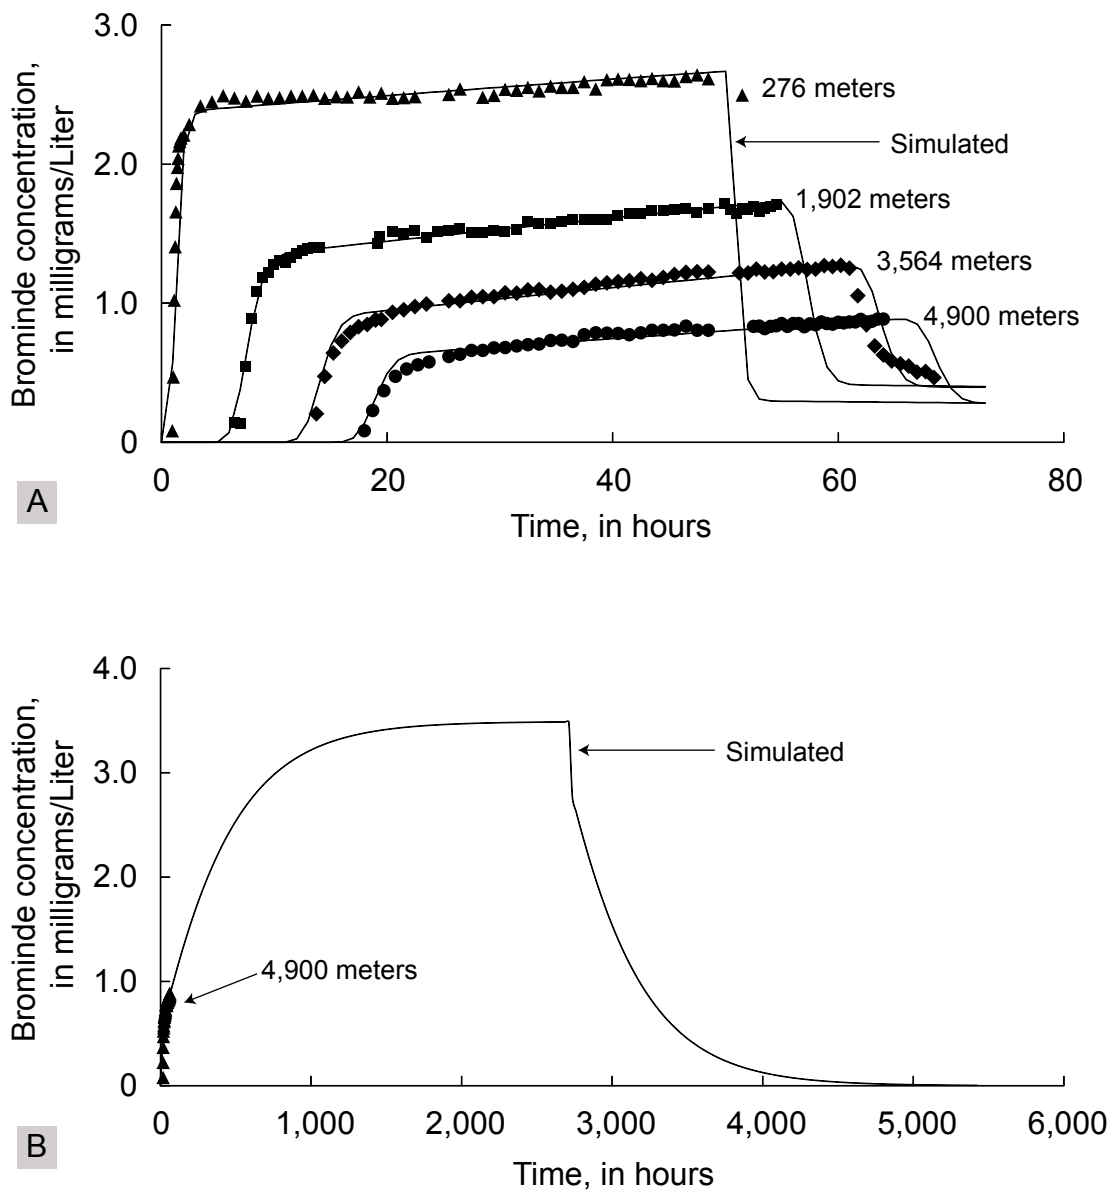 Brominde concentration,
in milligrams/Liter
3.0
2.0
1.0
0
276 meters
Simulated
1,902 meters
3,564 meters
4,900 meters
0 20 40 60 80
Time, in hours
A
Brominde concentration,
in milligrams/Liter
4.0
3.0
2.0
1.0
0
Simulated
4,900 meters
0 1,000 2,000 3,000 4,000 5,000 6,000
Time, in hours
B